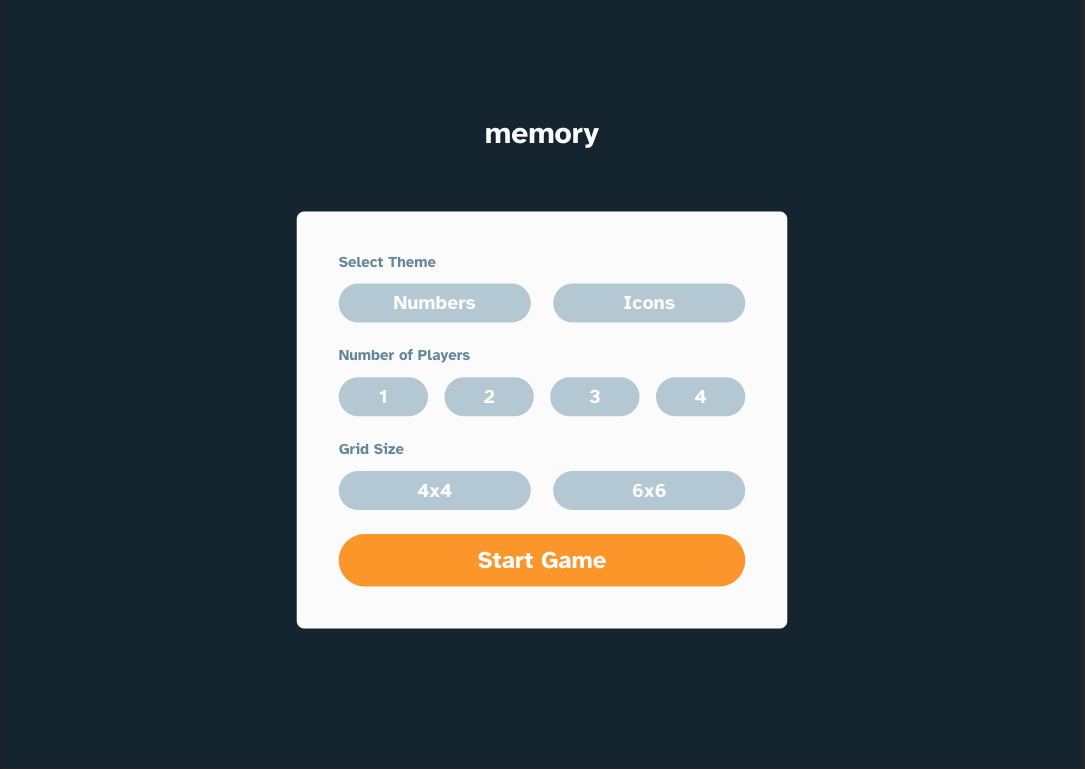 memory
Select Theme
Numbers Icons
Number of Players
1 2 3 4
Grid Size
4x4 6x6
Start Game